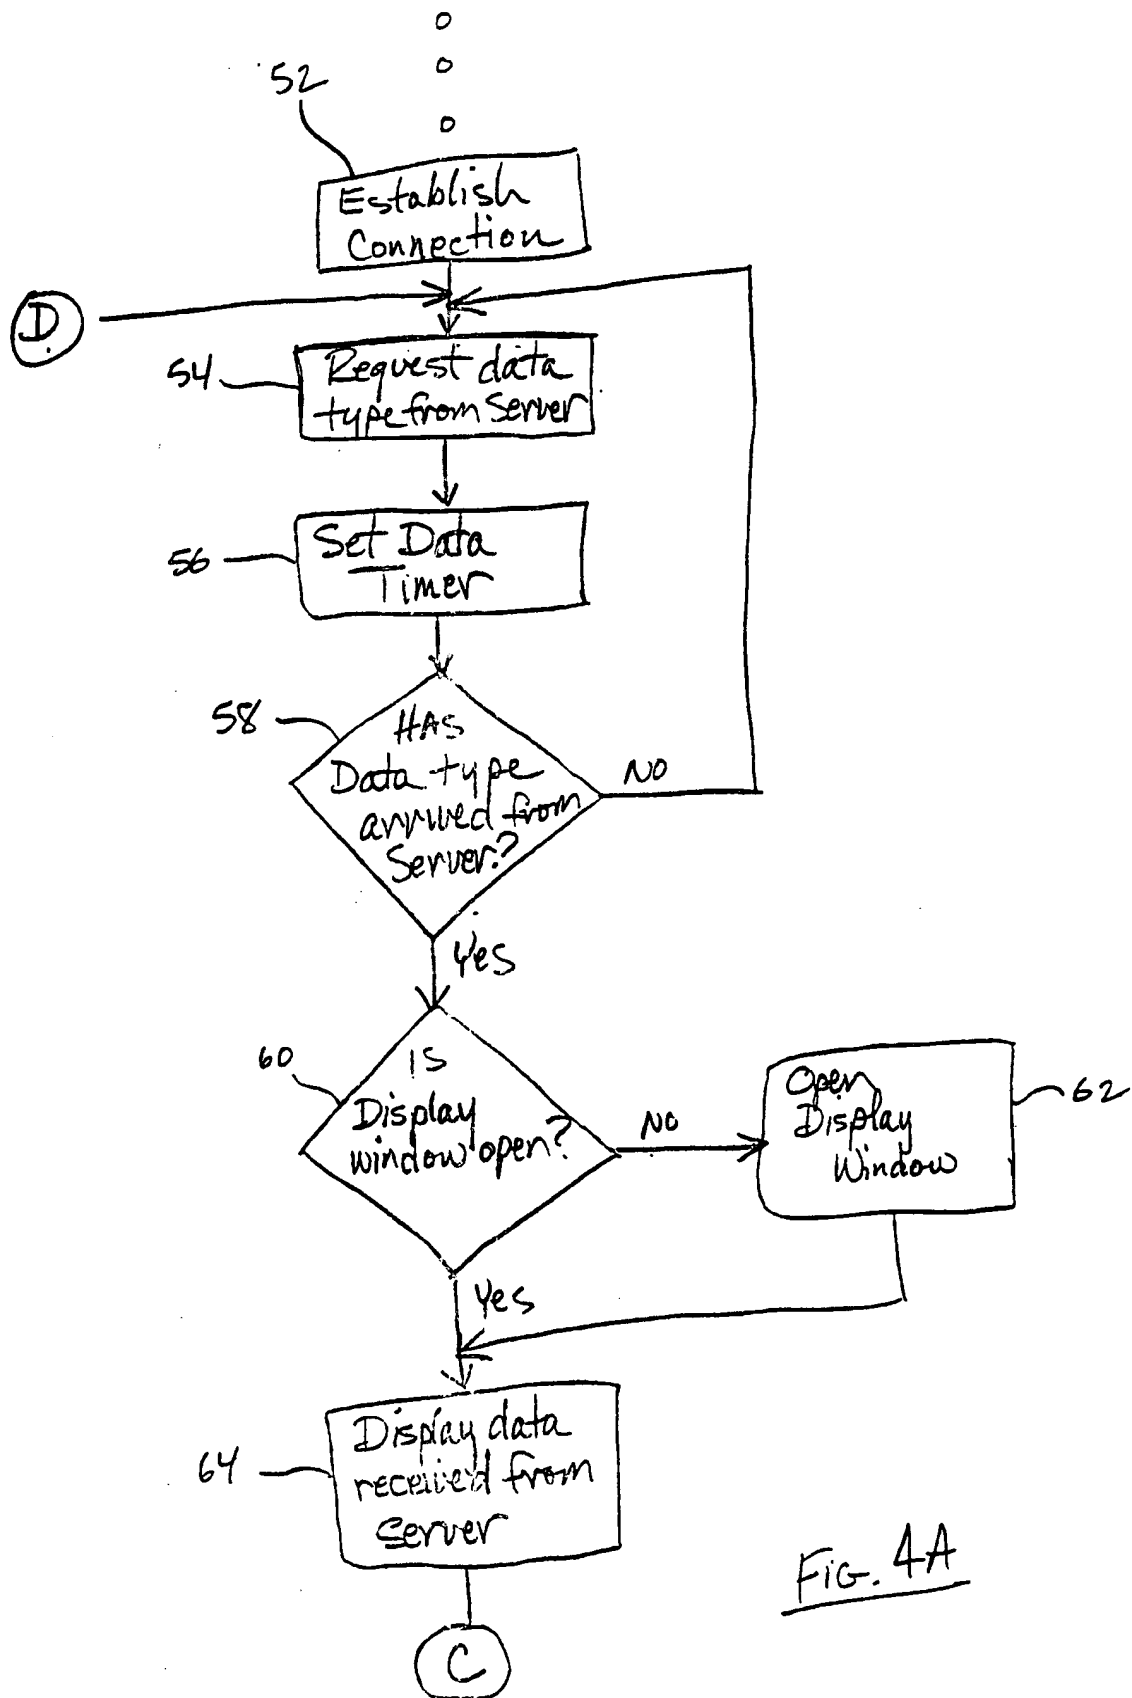 52
Establish
Connection
D
54
Request data
type from Server
56
Set Data
Timer
58
HAS
Data type
arrived from
Server?
NO
Yes
60
IS
Display
window open?
NO
Open
Display
Window
62
Yes
64
Display data
received from
Server
C
FIG. 4A